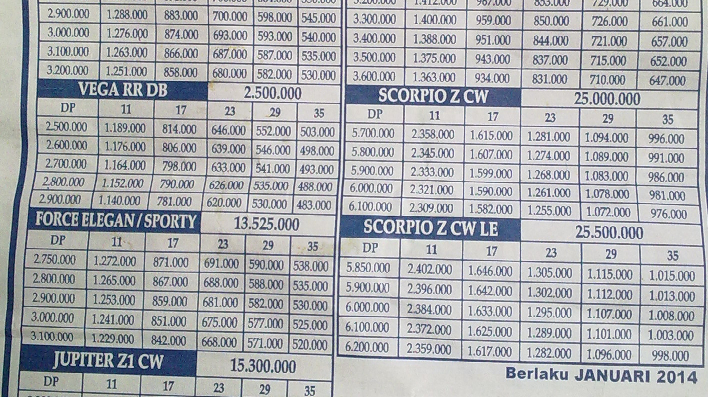 2.900.000 1.288.000 883.000 700.000 598.000 545.000
3.000.000 1.276.000 874.000 693.000 593.000 540.000
3.100.000 1.263.000 866.000 687.000 587.000 535.000
3.200.000 1.251.000 858.000 680.000 582.000 530.000
VEGA RR DB 2.500.000
DP 11 17 23 29 35
2.500.000 1.189.000 814.000 646.000 552.000 503.000
2.600.000 1.176.000 806.000 639.000 546.000 498.000
2.700.000 1.164.000 798.000 633.000 541.000 493.000
2.800.000 1.152.000 790.000 626.000 535.000 488.000
2.900.000 1.140.000 781.000 620.000 530.000 483.000
FORCE ELEGAN / SPORTY 13.525.000
DP 11 17 23 29 35
2.750.000 1.272.000 871.000 691.000 590.000 538.000
2.800.000 1.265.000 867.000 688.000 588.000 535.000
2.900.000 1.253.000 859.000 681.000 582.000 530.000
3.000.000 1.241.000 851.000 675.000 577.000 525.000
3.100.000 1.229.000 842.000 668.000 571.000 520.000
JUPITER Z1 CW 15.300.000
DP 11 17 23 29 35
3.200.000 1.412.000 967.000 853.000 729.000 664.000
3.300.000 1.400.000 959.000 850.000 726.000 661.000
3.400.000 1.388.000 951.000 844.000 721.000 657.000
3.500.000 1.375.000 943.000 837.000 715.000 652.000
3.600.000 1.363.000 934.000 831.000 710.000 647.000
SCORPIO Z CW 25.000.000
DP 11 17 23 29 35
5.700.000 2.358.000 1.615.000 1.281.000 1.094.000 996.000
5.800.000 2.345.000 1.607.000 1.274.000 1.089.000 991.000
5.900.000 2.333.000 1.599.000 1.268.000 1.083.000 986.000
6.000.000 2.321.000 1.590.000 1.261.000 1.078.000 981.000
6.100.000 2.309.000 1.582.000 1.255.000 1.072.000 976.000
SCORPIO Z CW LE 25.500.000
DP 11 17 23 29 35
5.850.000 2.402.000 1.646.000 1.305.000 1.115.000 1.015.000
5.900.000 2.396.000 1.642.000 1.302.000 1.112.000 1.013.000
6.000.000 2.384.000 1.633.000 1.295.000 1.107.000 1.008.000
6.100.000 2.372.000 1.625.000 1.289.000 1.101.000 1.003.000
6.200.000 2.359.000 1.617.000 1.282.000 1.096.000 998.000
Berlaku JANUARI 2014